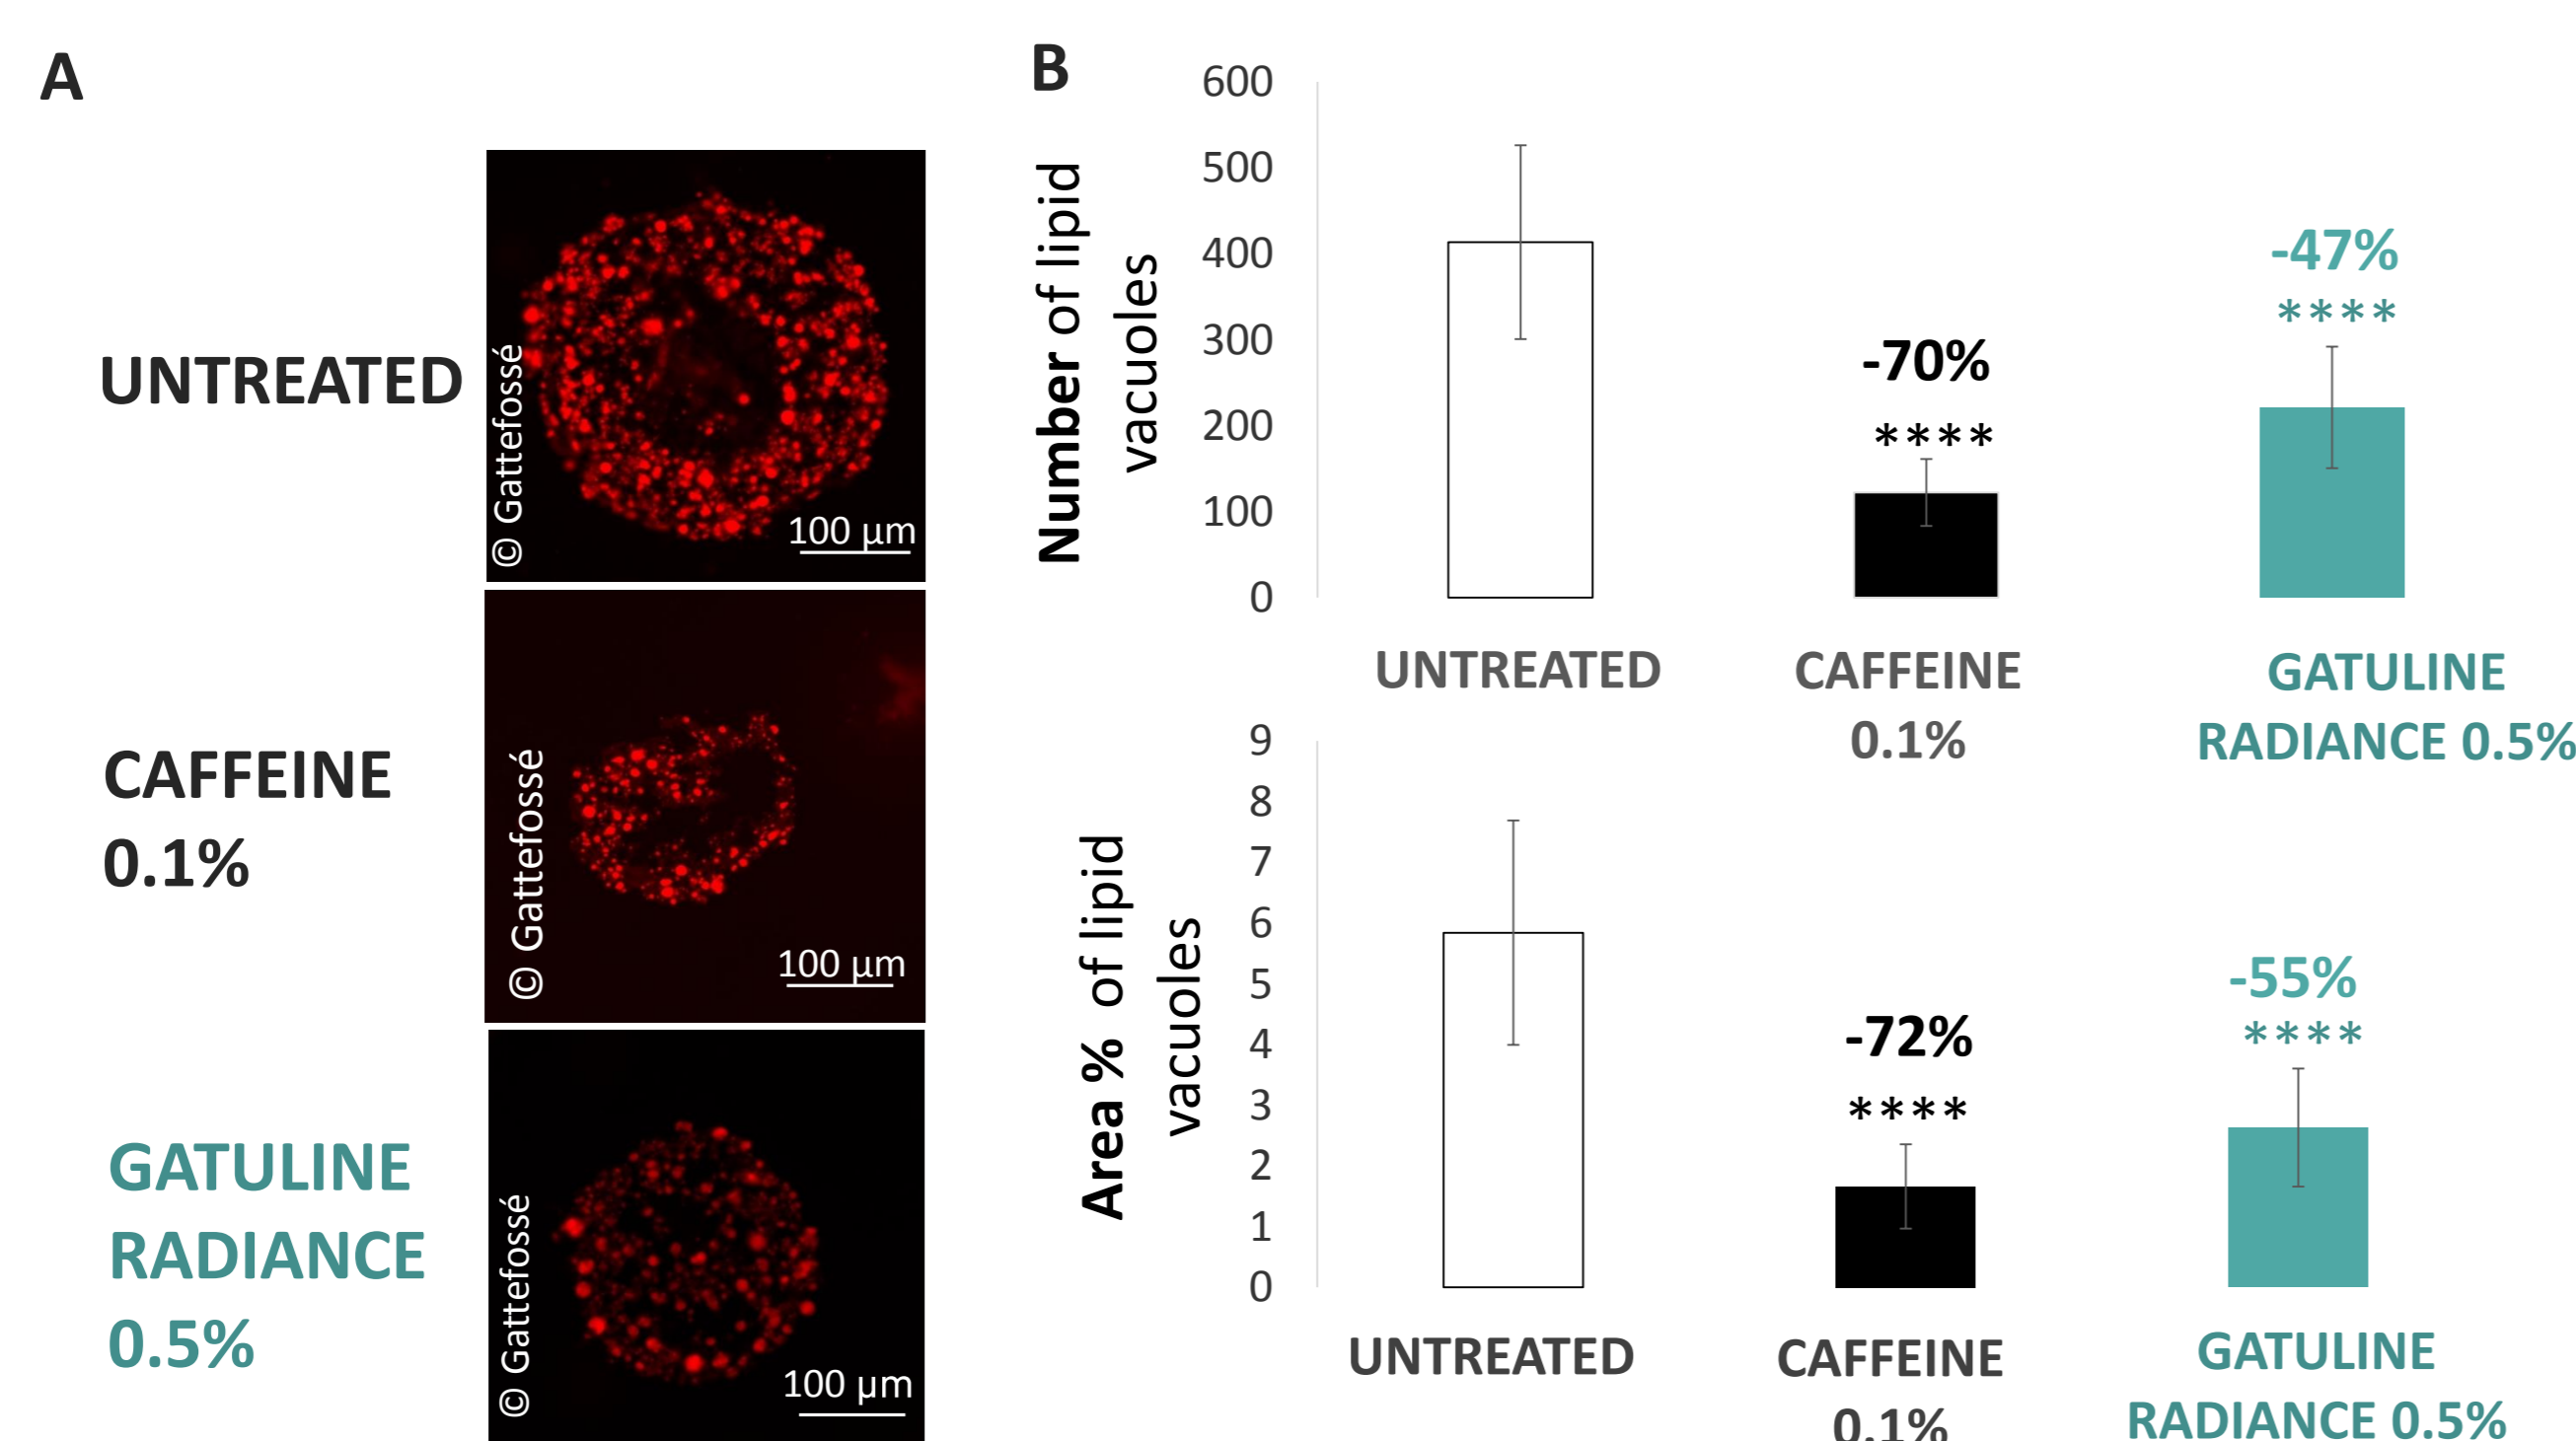 A
UNTREATED
© Gattefossé
100 µm
CAFFEINE
0.1%
© Gattefossé
100 µm
GATULINE
RADIANCE
0.5%
© Gattefossé
100 µm
B
Number of lipid
vacuoles
600
500
400
300
200
100
0
-70%
****
-47%
****
UNTREATED
CAFFEINE
0.1%
GATULINE
RADIANCE 0.5%
Area % of lipid
vacuoles
9
8
7
6
5
4
3
2
1
0
-72%
****
-55%
****
UNTREATED
CAFFEINE
0.1%
GATULINE
RADIANCE 0.5%